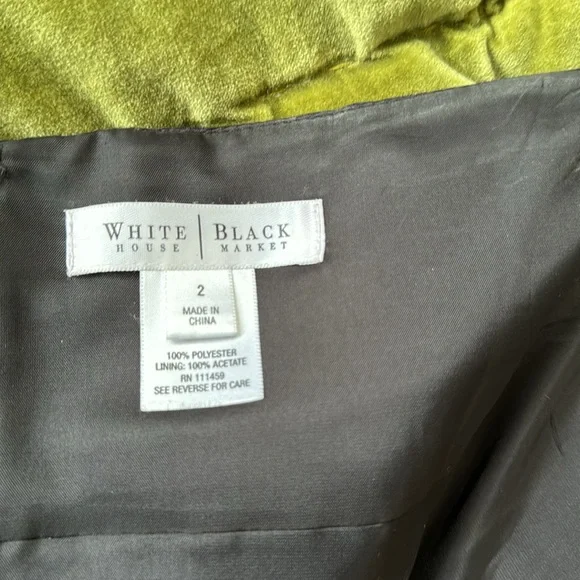 WHITE | BLACK
HOUSE MARKET
2
MADE IN
CHINA
100% POLYESTER
LINING: 100% ACETATE
RN 111459
SEE REVERSE FOR CARE